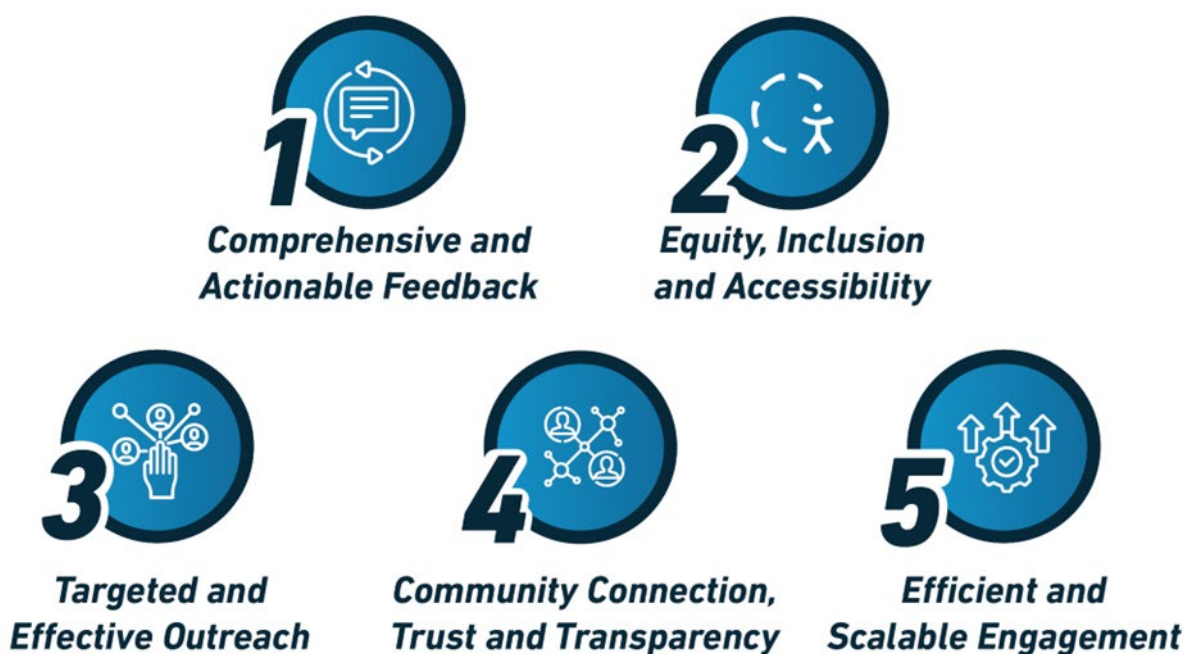 1
Comprehensive and
Actionable Feedback
2
Equity, Inclusion
and Accessibility
3
Targeted and
Effective Outreach
4
Community Connection,
Trust and Transparency
5
Efficient and
Scalable Engagement